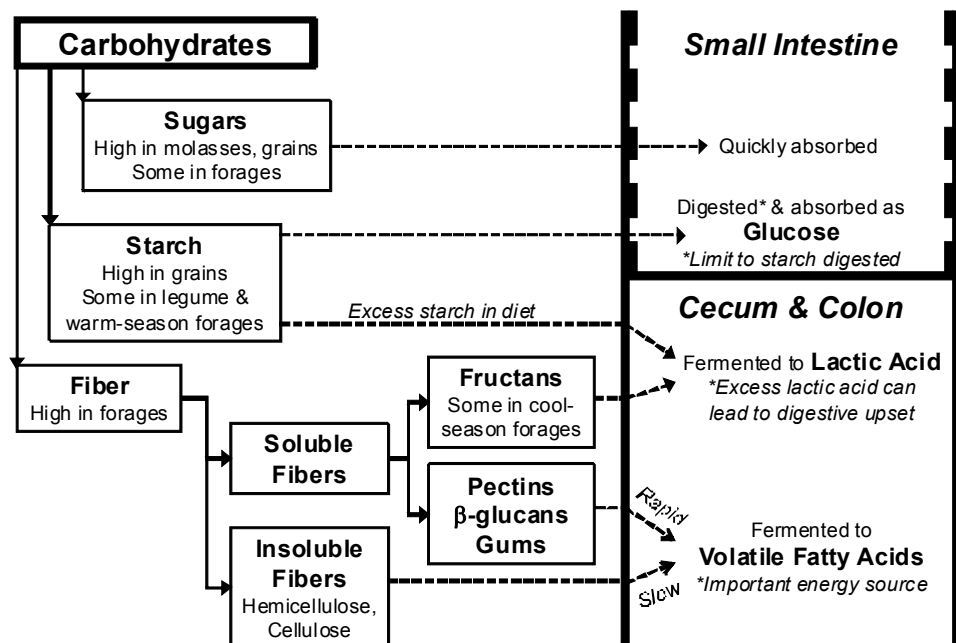 Carbohydrates
Small Intestine
Sugars
High in molasses, grains
Some in forages
Quickly absorbed
Starch
High in grains
Some in legume &
warm-season forages
Digested* & absorbed as
Glucose
*Limit to starch digested
Excess starch in diet
Cecum & Colon
Fermented to Lactic Acid
*Excess lactic acid can
lead to digestive upset
Fiber
High in forages
Fructans
Some in cool-
season forages
Soluble
Fibers
Pectins
β-glucans
Gums
Rapid
Fermented to
Volatile Fatty Acids
*Important energy source
Slow
Insoluble
Fibers
Hemicellulose,
Cellulose